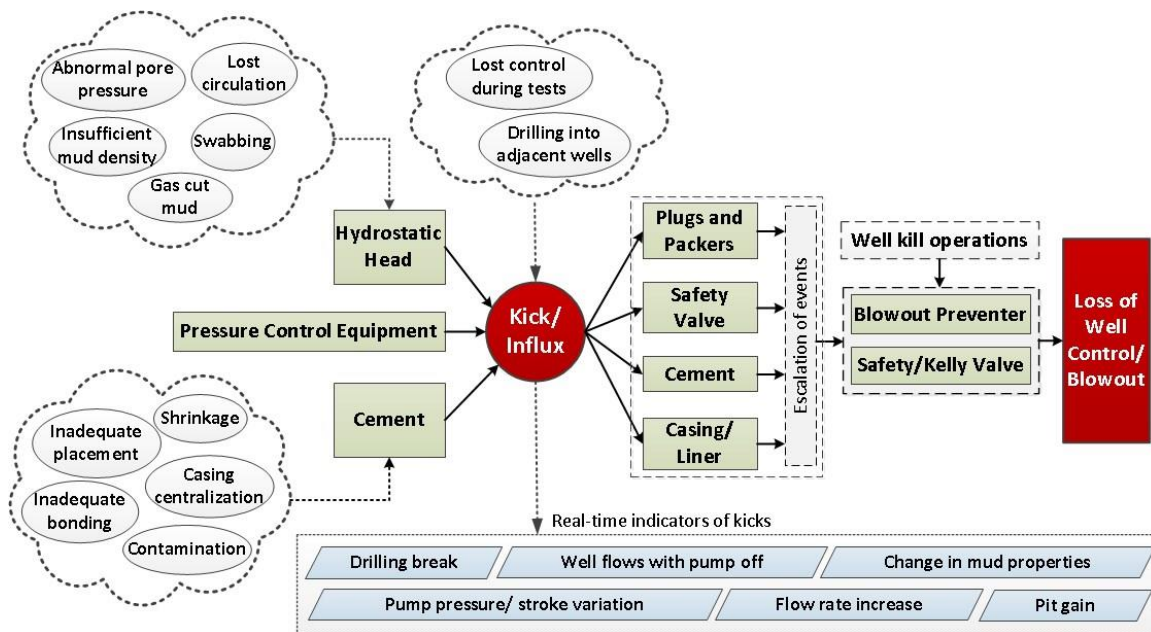 Abnormal pore
pressure
Lost
circulation
Insufficient
mud density
Swabbing
Gas cut
mud
Lost control
during tests
Drilling into
adjacent wells
Hydrostatic
Head
Pressure Control Equipment
Cement
Shrinkage
Inadequate
placement
Casing
centralization
Inadequate
bonding
Contamination
Kick/
Influx
Plugs and
Packers
Safety
Valve
Cement
Casing/
Liner
Escalation of events
Well kill operations
Blowout Preventer
Safety/Kelly Valve
Loss of
Well
Control/
Blowout
Real-time indicators of kicks
Drilling break
Well flows with pump off
Change in mud properties
Pump pressure/ stroke variation
Flow rate increase
Pit gain